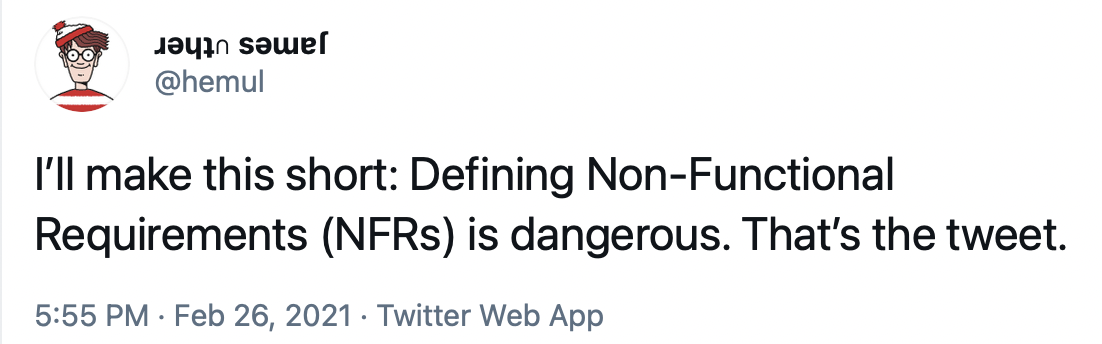 ɹǝɥʇ∩ sǝɯɐſ
@hemul
I’ll make this short: Defining Non-Functional
Requirements (NFRs) is dangerous. That’s the tweet.
5:55 PM · Feb 26, 2021 · Twitter Web App